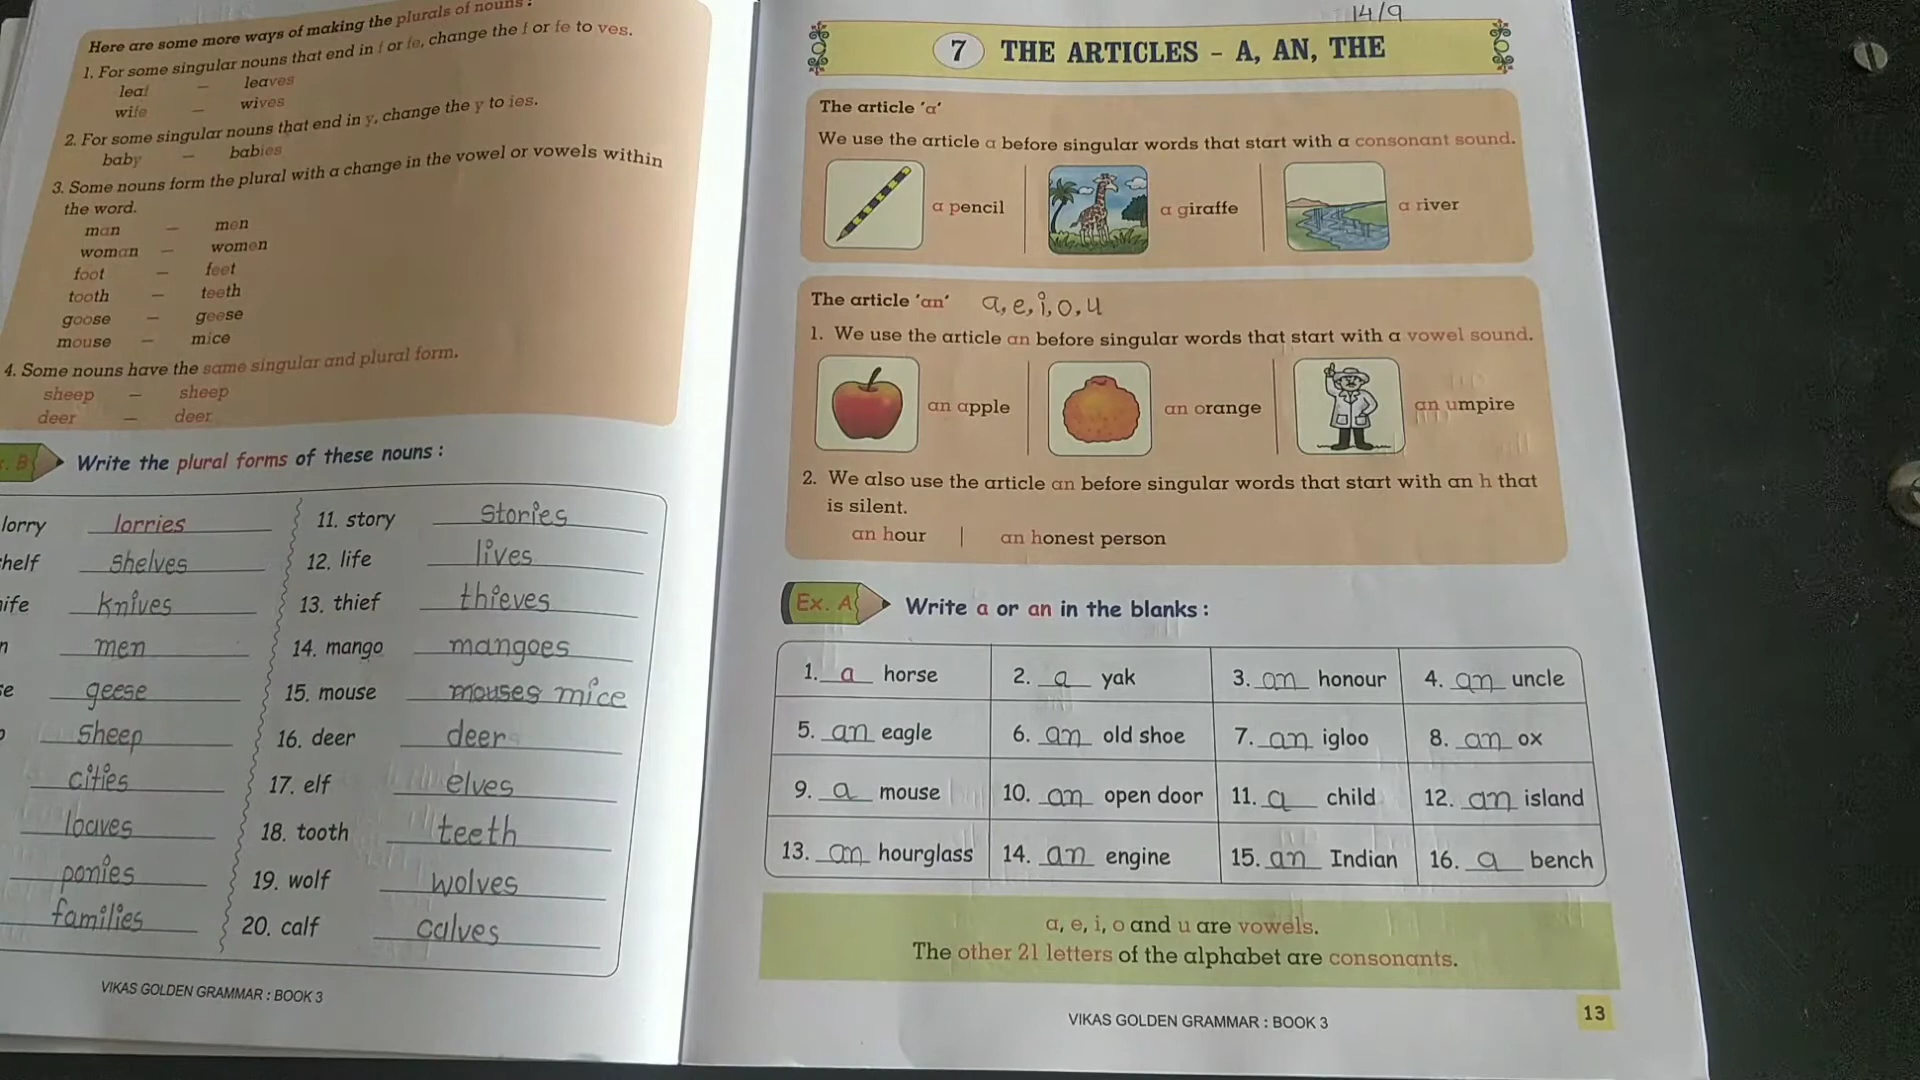 Here are some more ways of making the plurals of nouns :
1. For some singular nouns that end in f or fe, change the f or fe to ves.
leaf – leaves
wife – wives
2. For some singular nouns that end in y, change the y to ies.
baby – babies
3. Some nouns form the plural with a change in the vowel or vowels within
the word.
man – men
woman – women
foot – feet
tooth – teeth
goose – geese
mouse – mice
4. Some nouns have the same singular and plural form.
sheep – sheep
deer – deer
. B Write the plural forms of these nouns :
lorry lorries 11. story stories
helf shelves 12. life lives
ife knives 13. thief thieves
n men 14. mango mangoes
se geese 15. mouse mouses mice
p sheep 16. deer deer
cities 17. elf elves
loaves 18. tooth teeth
ponies 19. wolf wolves
families 20. calf calves
VIKAS GOLDEN GRAMMAR : BOOK 3
14/9
7 THE ARTICLES – A, AN, THE
The article 'a'
We use the article a before singular words that start with a consonant sound.
a pencil a giraffe a river
The article 'an' a, e, i, o, u
1. We use the article an before singular words that start with a vowel sound.
an apple an orange an umpire
2. We also use the article an before singular words that start with an h that
is silent.
an hour | an honest person
Ex. A Write a or an in the blanks :
1. a horse 2. a yak 3. an honour 4. an uncle
5. an eagle 6. an old shoe 7. an igloo 8. an ox
9. a mouse 10. an open door 11. a child 12. an island
13. an hourglass 14. an engine 15. an Indian 16. a bench
a, e, i, o and u are vowels.
The other 21 letters of the alphabet are consonants.
VIKAS GOLDEN GRAMMAR : BOOK 3
13